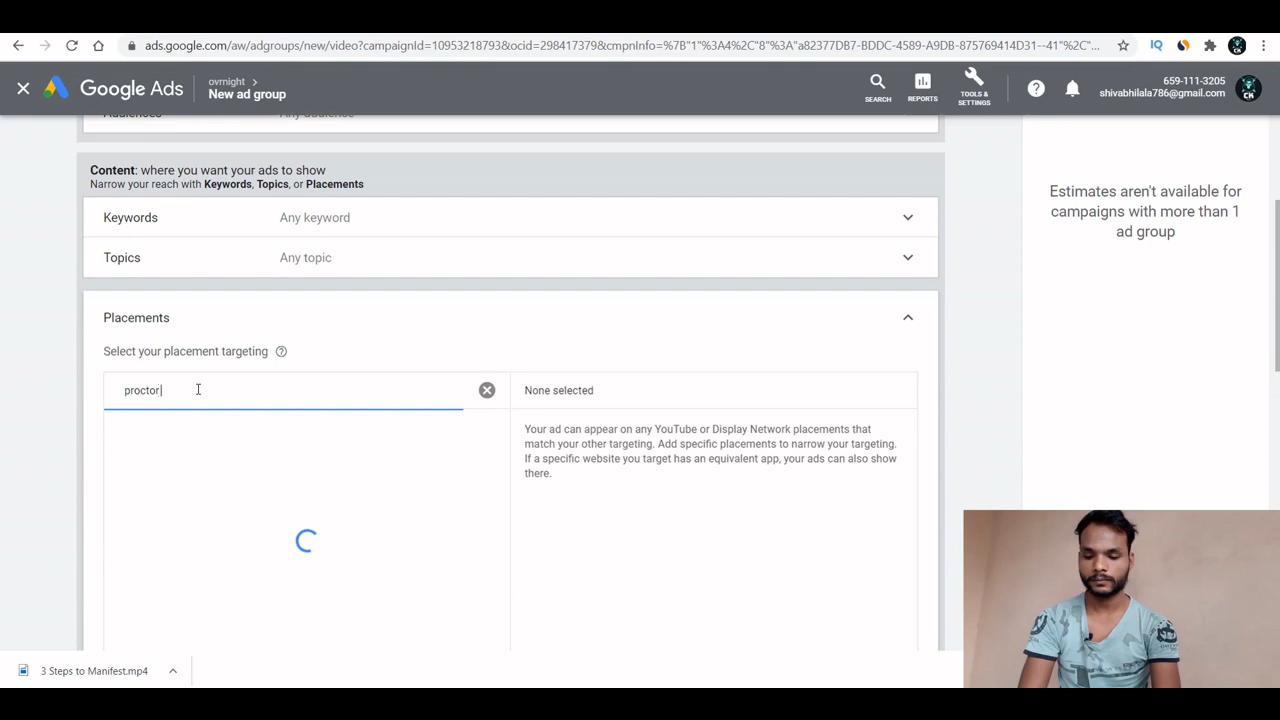 ads.google.com/aw/adgroups/new/video?campaignId=10953218793&ocid=298417379&cmpnInfo=%7B"1"%3A4%2C"8"%3A"a82377DB7-BDDC-4589-A9DB-875769414D31--41"%2C"...
IQ
Google Ads
ovrnight >
New ad group
SEARCH
REPORTS
TOOLS &
SETTINGS
659-111-3205
shivabhilala786@gmail.com
CK
Audiences Any audience
Content: where you want your ads to show
Narrow your reach with Keywords, Topics, or Placements
Keywords Any keyword
Topics Any topic
Placements
Select your placement targeting
proctor
None selected
Your ad can appear on any YouTube or Display Network placements that
match your other targeting. Add specific placements to narrow your targeting.
If a specific website you target has an equivalent app, your ads can also show
there.
Estimates aren't available for
campaigns with more than 1
ad group
3 Steps to Manifest.mp4